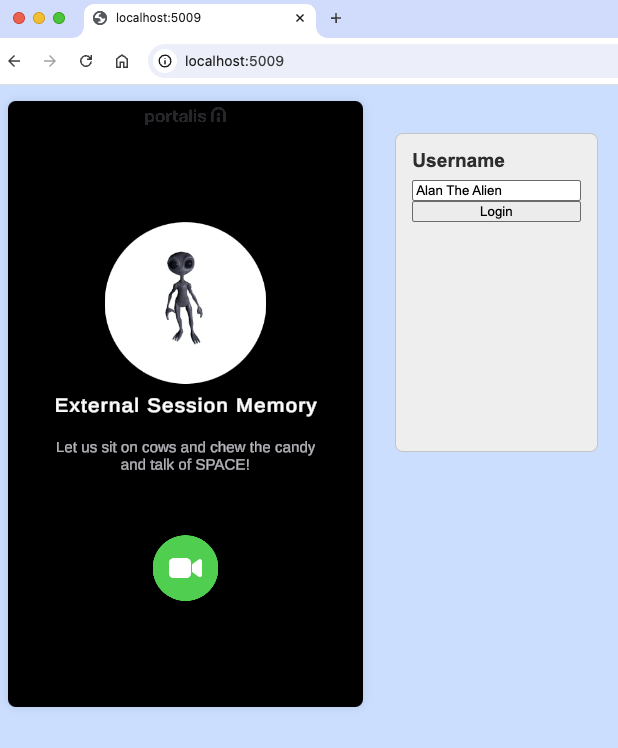 localhost:5009
localhost:5009
portalis
External Session Memory
Let us sit on cows and chew the candy
and talk of SPACE!
Username
Alan The Alien
Login